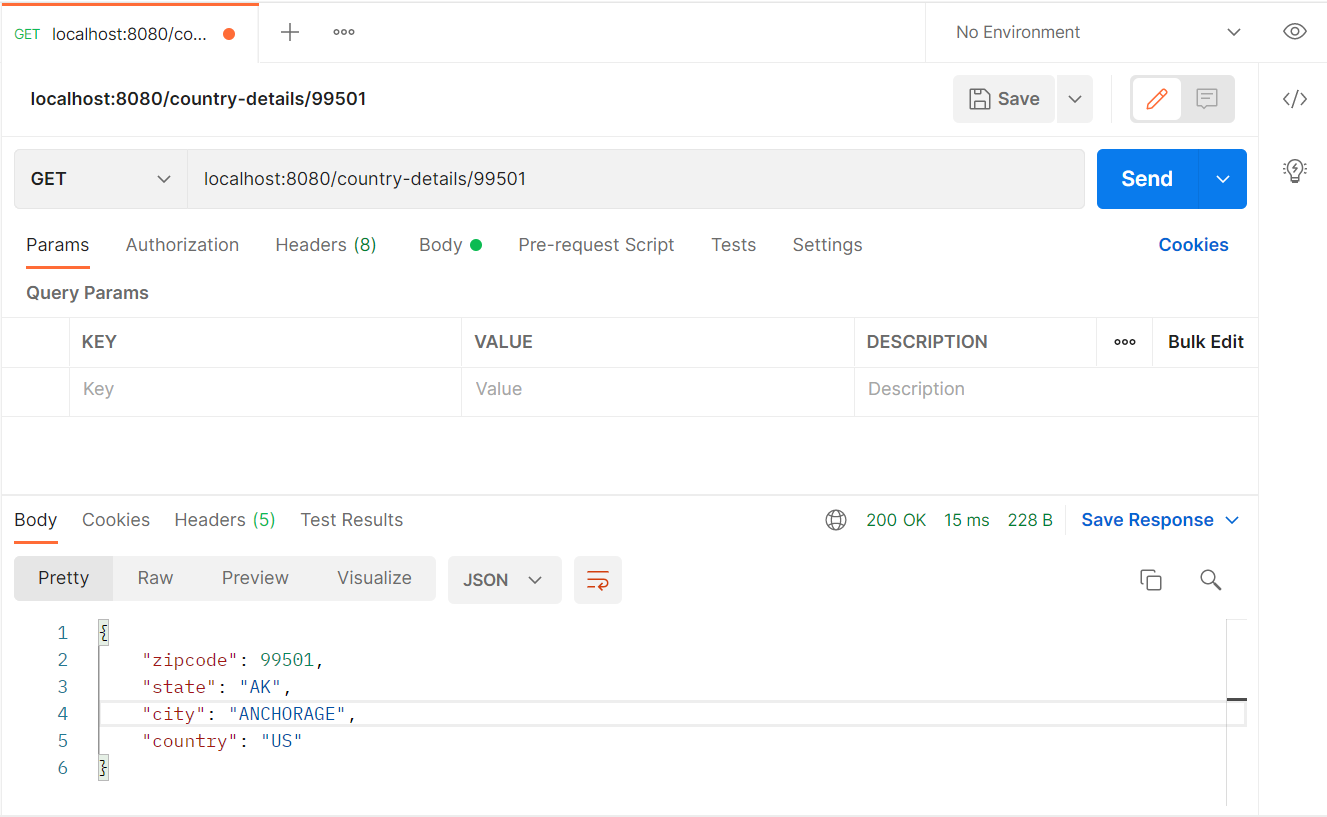 GET localhost:8080/co... No Environment
localhost:8080/country-details/99501 Save
GET localhost:8080/country-details/99501 Send
Params Authorization Headers (8) Body Pre-request Script Tests Settings Cookies
Query Params
KEY VALUE DESCRIPTION Bulk Edit
Key Value Description
Body Cookies Headers (5) Test Results 200 OK 15 ms 228 B Save Response
Pretty Raw Preview Visualize JSON
1 {
2 "zipcode": 99501,
3 "state": "AK",
4 "city": "ANCHORAGE",
5 "country": "US"
6 }